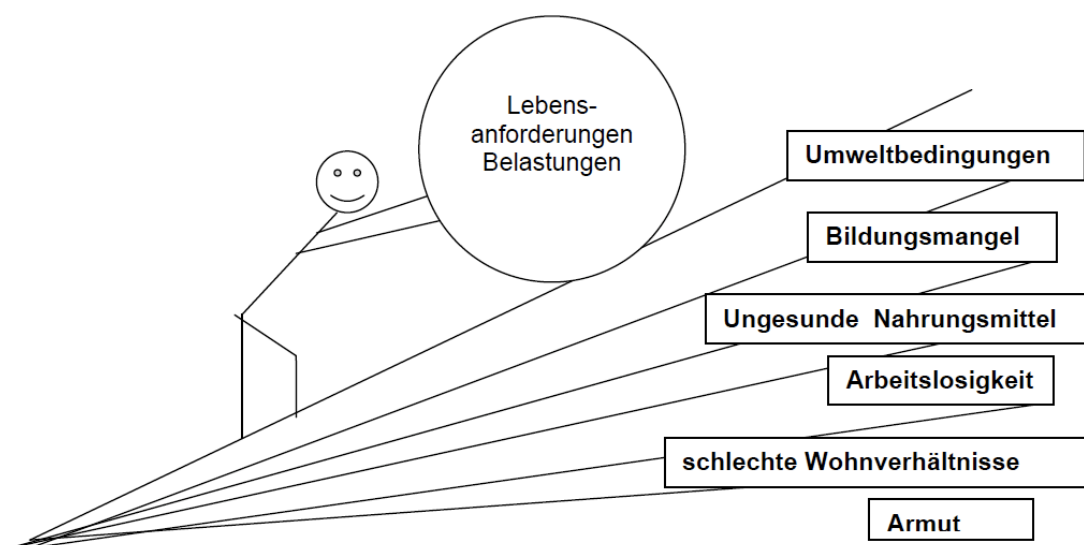 Lebens-
anforderungen
Belastungen
Umweltbedingungen
Bildungsmangel
Ungesunde Nahrungsmittel
Arbeitslosigkeit
schlechte Wohnverhältnisse
Armut